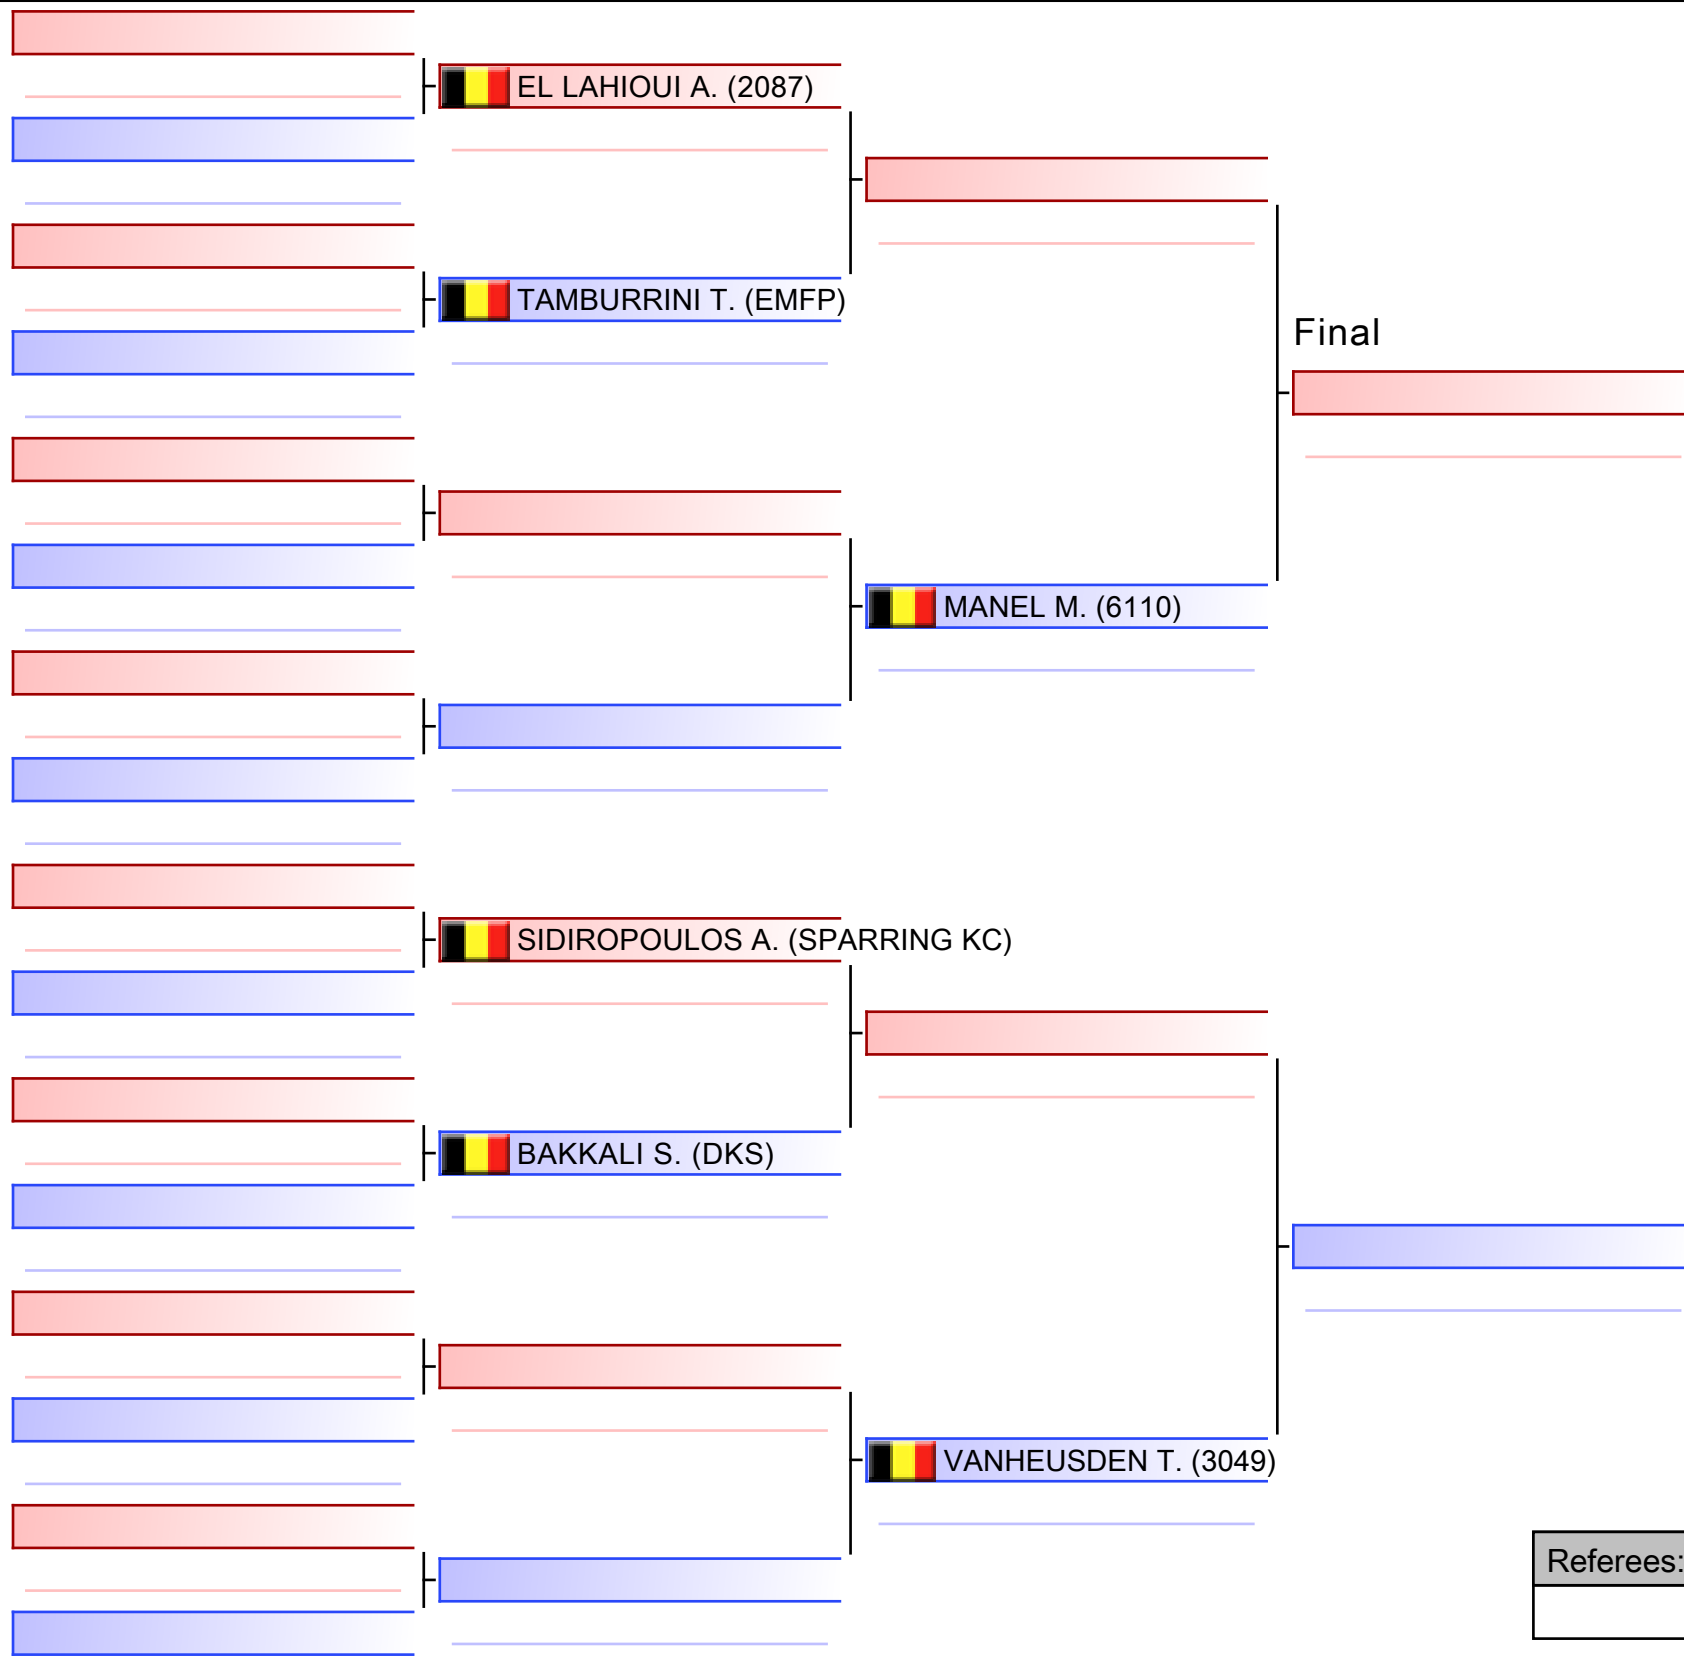 EL LAHIOUI A. (2087)
TAMBURRINI T. (EMFP)
Final
MANEL M. (6110)
SIDIROPOULOS A. (SPARRING KC)
BAKKALI S. (DKS)
VANHEUSDEN T. (3049)
Referees: